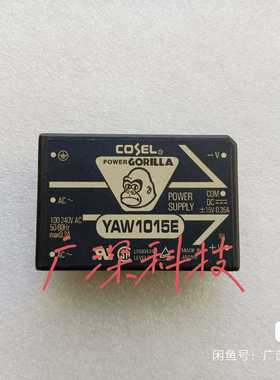 COSEL®
POWER GORILLA
-V
POWER
SUPPLY
AC~
COM
DC ⎓
±15V 0.35A
100-240V AC
50-60Hz
YAW1015E
AC~
广深科技
闲鱼号：广